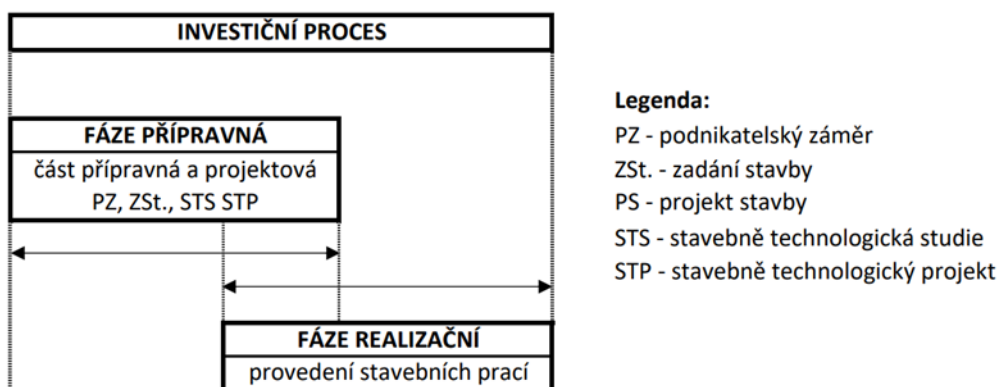 INVESTIČNÍ PROCES
FÁZE PŘÍPRAVNÁ
část přípravná a projektová
PZ, ZSt., STS STP
FÁZE REALIZAČNÍ
provedení stavebních prací
Legenda:
PZ - podnikatelský záměr
ZSt. - zadání stavby
PS - projekt stavby
STS - stavebně technologická studie
STP - stavebně technologický projekt